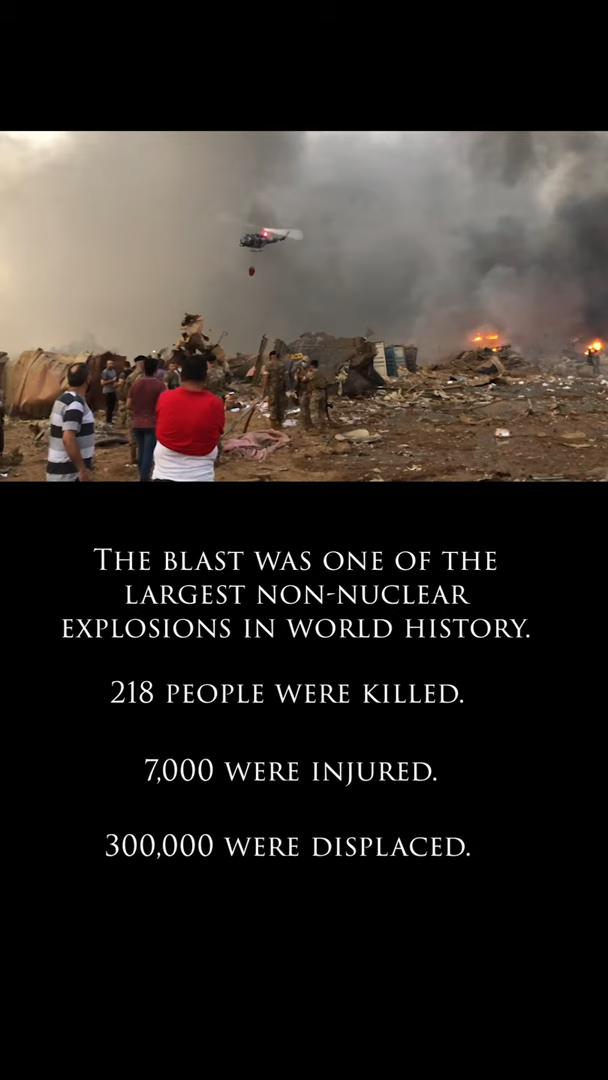 The blast was one of the
largest non-nuclear
explosions in world history.
218 people were killed.
7,000 were injured.
300,000 were displaced.